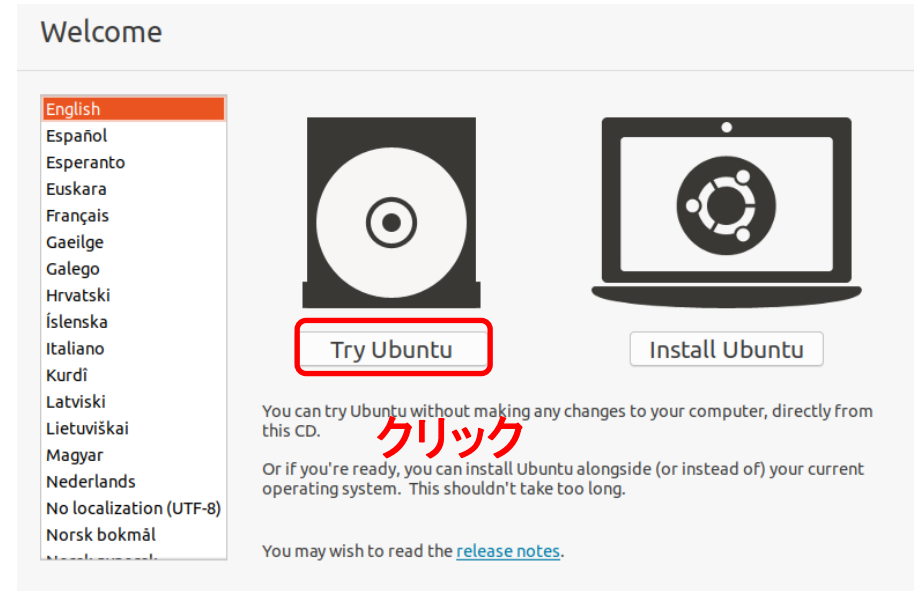 Welcome
English
Español
Esperanto
Euskara
Français
Gaeilge
Galego
Hrvatski
Íslenska
Italiano
Kurdî
Latviski
Lietuviškai
Magyar
Nederlands
No localization (UTF-8)
Norsk bokmål
Try Ubuntu
Install Ubuntu
You can try Ubuntu without making any changes to your computer, directly from
this CD.
クリック
Or if you're ready, you can install Ubuntu alongside (or instead of) your current
operating system. This shouldn't take too long.
You may wish to read the release notes.